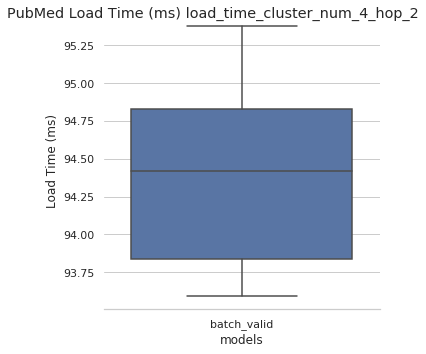 PubMed Load Time (ms) load_time_cluster_num_4_hop_2
95.25
95.00
94.75
94.50
94.25
94.00
93.75
Load Time (ms)
batch_valid
models